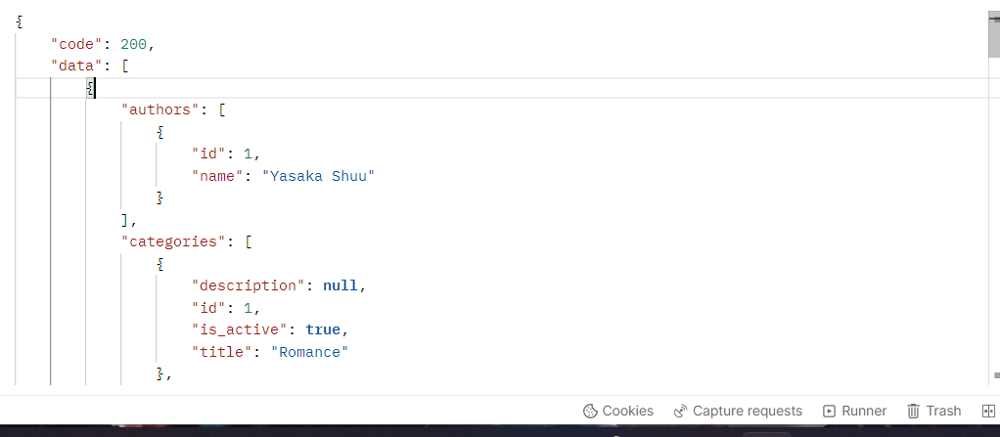 {
    "code": 200,
    "data": [
        {
            "authors": [
                {
                    "id": 1,
                    "name": "Yasaka Shuu"
                }
            ],
            "categories": [
                {
                    "description": null,
                    "id": 1,
                    "is_active": true,
                    "title": "Romance"
                },
Cookies Capture requests Runner Trash